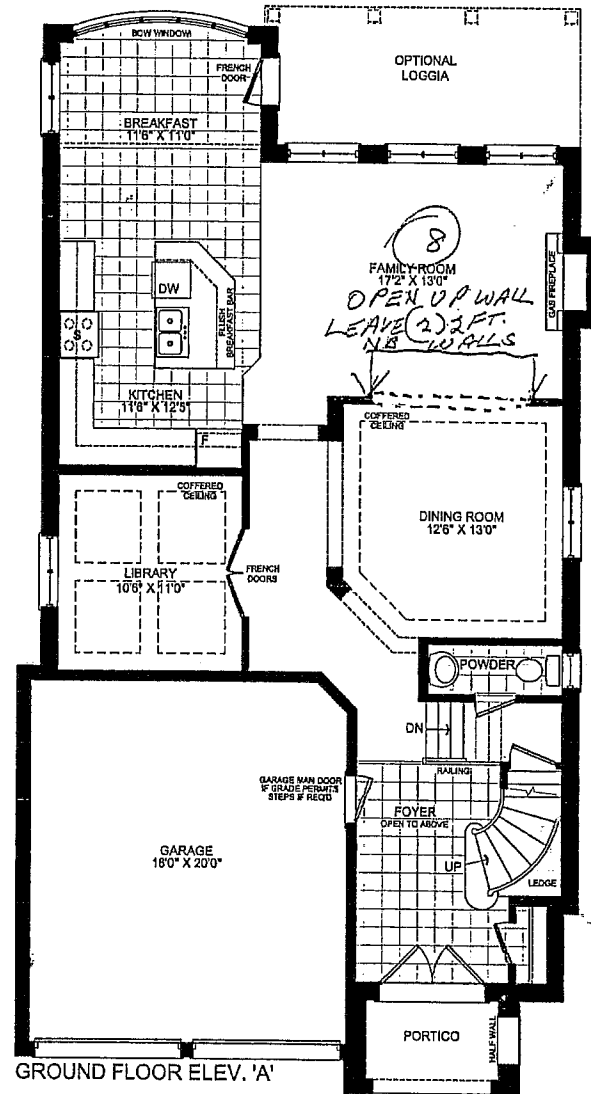 BOW WINDOW
FRENCH
DOOR
OPTIONAL
LOGGIA
BREAKFAST
11'6" X 11'0"
8
FAMILY ROOM
17'2" X 13'0"
GAS FIREPLACE
OPEN UP WALL
LEAVE (2) 2FT.
NIB WALLS
DW
FLUSH
BREAKFAST BAR
S
KITCHEN
11'6" X 12'5"
F
COFFERED
CEILING
DINING ROOM
12'6" X 13'0"
COFFERED
CEILING
LIBRARY
10'6" X 11'0"
FRENCH
DOORS
POWDER
DN
RAILING
GARAGE MAN DOOR
IF GRADE PERMITS
STEPS IF REQ'D
FOYER
OPEN TO ABOVE
UP
LEDGE
GARAGE
18'0" X 20'0"
PORTICO
HALF WALL
GROUND FLOOR ELEV. 'A'